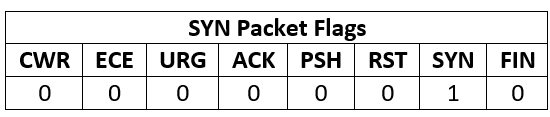 SYN Packet Flags
CWR ECE URG ACK PSH RST SYN FIN
0 0 0 0 0 0 1 0